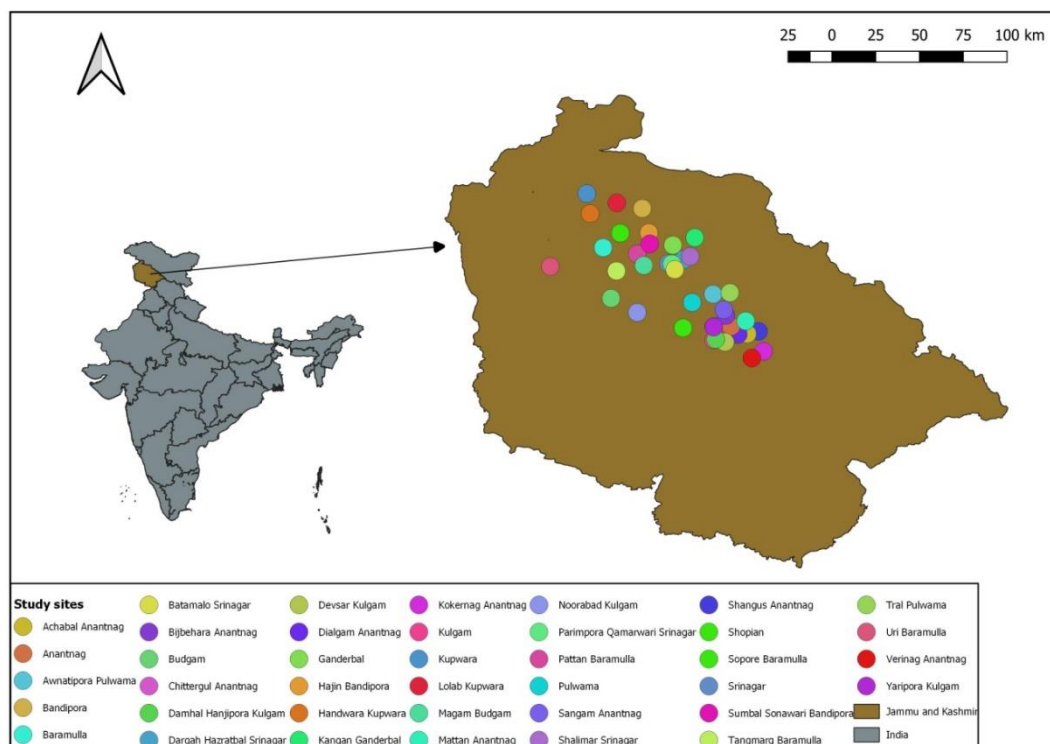 25 0 25 50 75 100 km
Study sites
Achabal Anantnag
Anantnag
Awnatipora Pulwama
Bandipora
Baramulla
Batamalo Srinagar
Bijbehara Anantnag
Budgam
Chittergul Anantnag
Damhal Hanjipora Kulgam
Dargah Hazratbal Srinagar
Devsar Kulgam
Dialgam Anantnag
Ganderbal
Hajin Bandipora
Handwara Kupwara
Kangan Ganderbal
Kokernag Anantnag
Kulgam
Kupwara
Lolab Kupwara
Magam Budgam
Mattan Anantnag
Noorabad Kulgam
Parimpora Qamarwari Srinagar
Pattan Baramulla
Pulwama
Sangam Anantnag
Shalimar Srinagar
Shangus Anantnag
Shopian
Sopore Baramulla
Srinagar
Sumbal Sonawari Bandipora
Tangmarg Baramulla
Tral Pulwama
Uri Baramulla
Verinag Anantnag
Yaripora Kulgam
Jammu and Kashmir
India